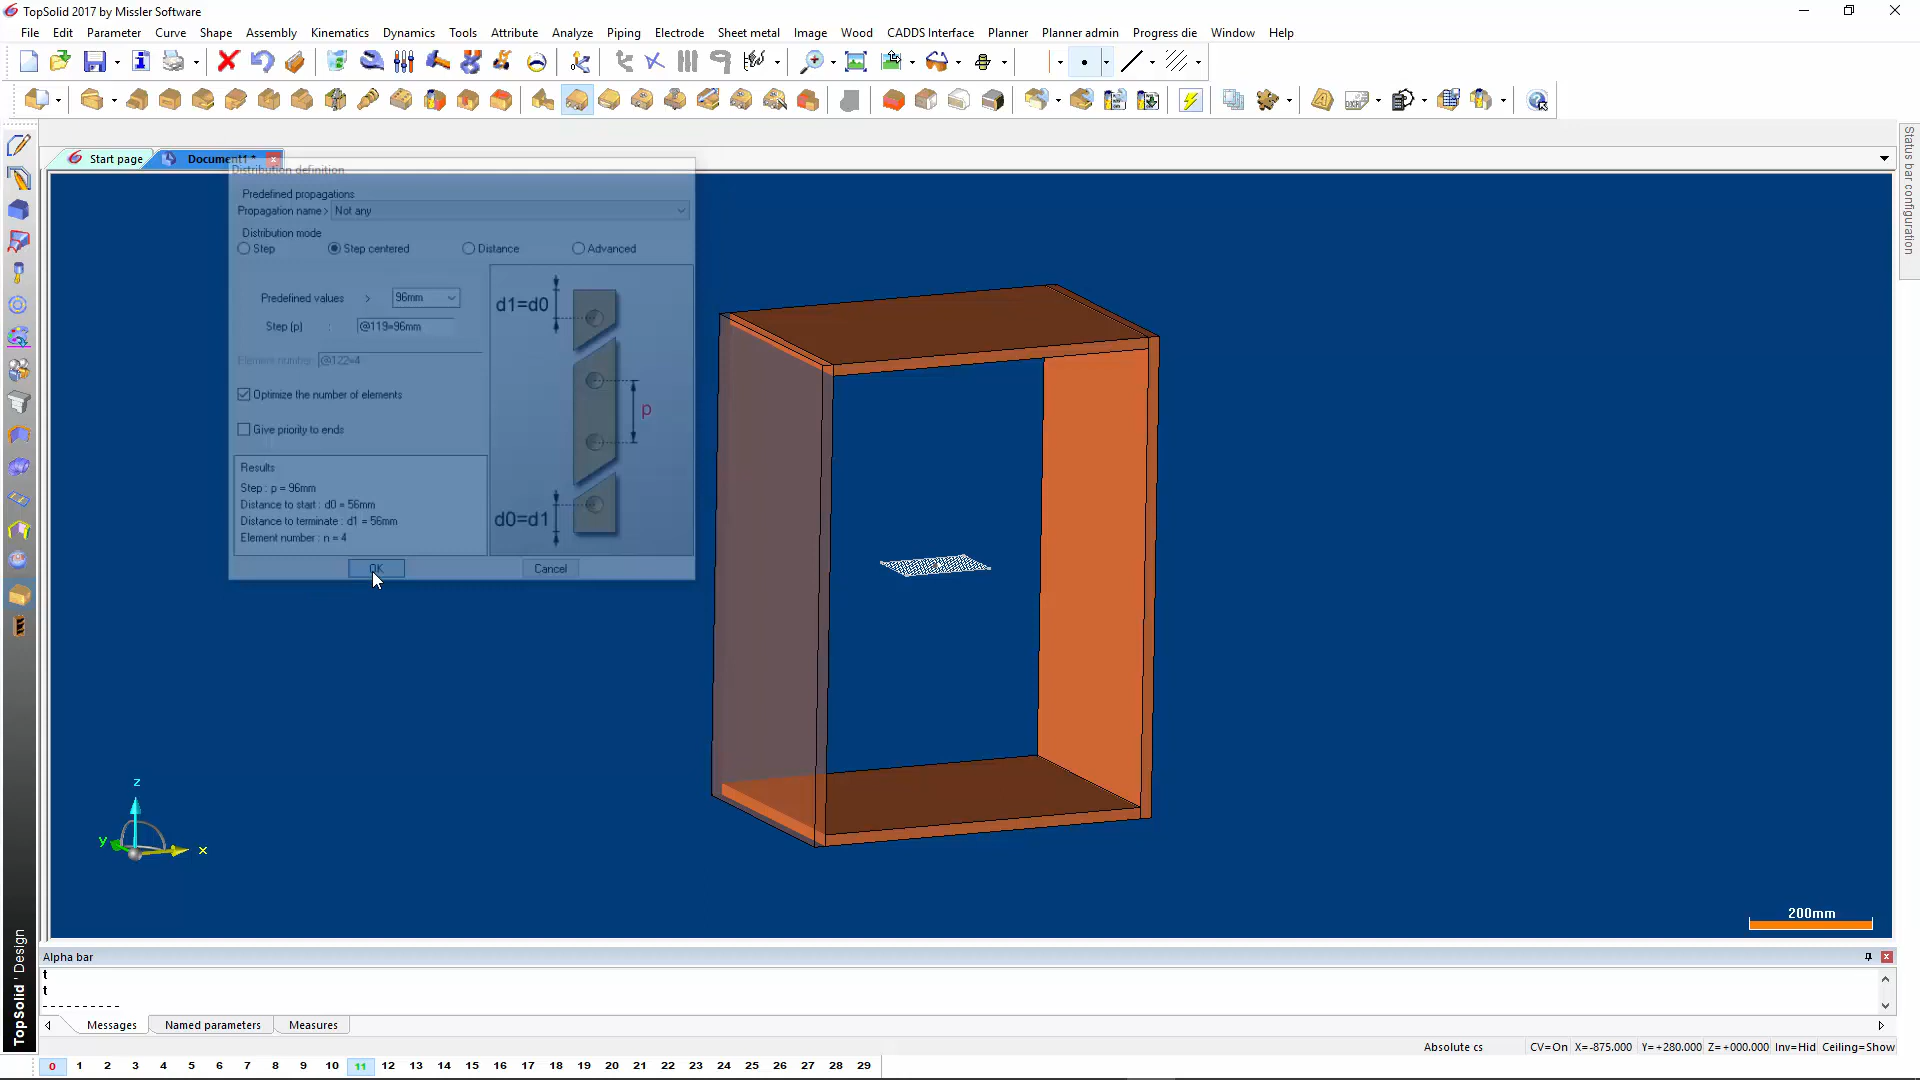 TopSolid 2017 by Missler Software
File Edit Parameter Curve Shape Assembly Kinematics Dynamics Tools Attribute Analyze Piping Electrode Sheet metal Image Wood CADDS Interface Planner Planner admin Progress die Window Help
Start page Document1 *
Status bar configuration
Distribution definition
Predefined propagations
Propagation name > Not any
Distribution mode
Step Step centered Distance Advanced
Predefined values > 96mm
Step (p) : @119=96mm
Element number: @122=4
Optimize the number of elements
Give priority to ends
Results
Step : p = 96mm
Distance to start : d0 = 56mm
Distance to terminate : d1 = 56mm
Element number : n = 4
d1=d0
p
d0=d1
OK Cancel
z
y
x
200mm
TopSolid'Design
Alpha bar
t
t
----------
Messages Named parameters Measures
Absolute cs CV=On X=-875.000 Y=+280.000 Z=+000.000 Inv=Hid Ceiling=Show
0 1 2 3 4 5 6 7 8 9 10 11 12 13 14 15 16 17 18 19 20 21 22 23 24 25 26 27 28 29